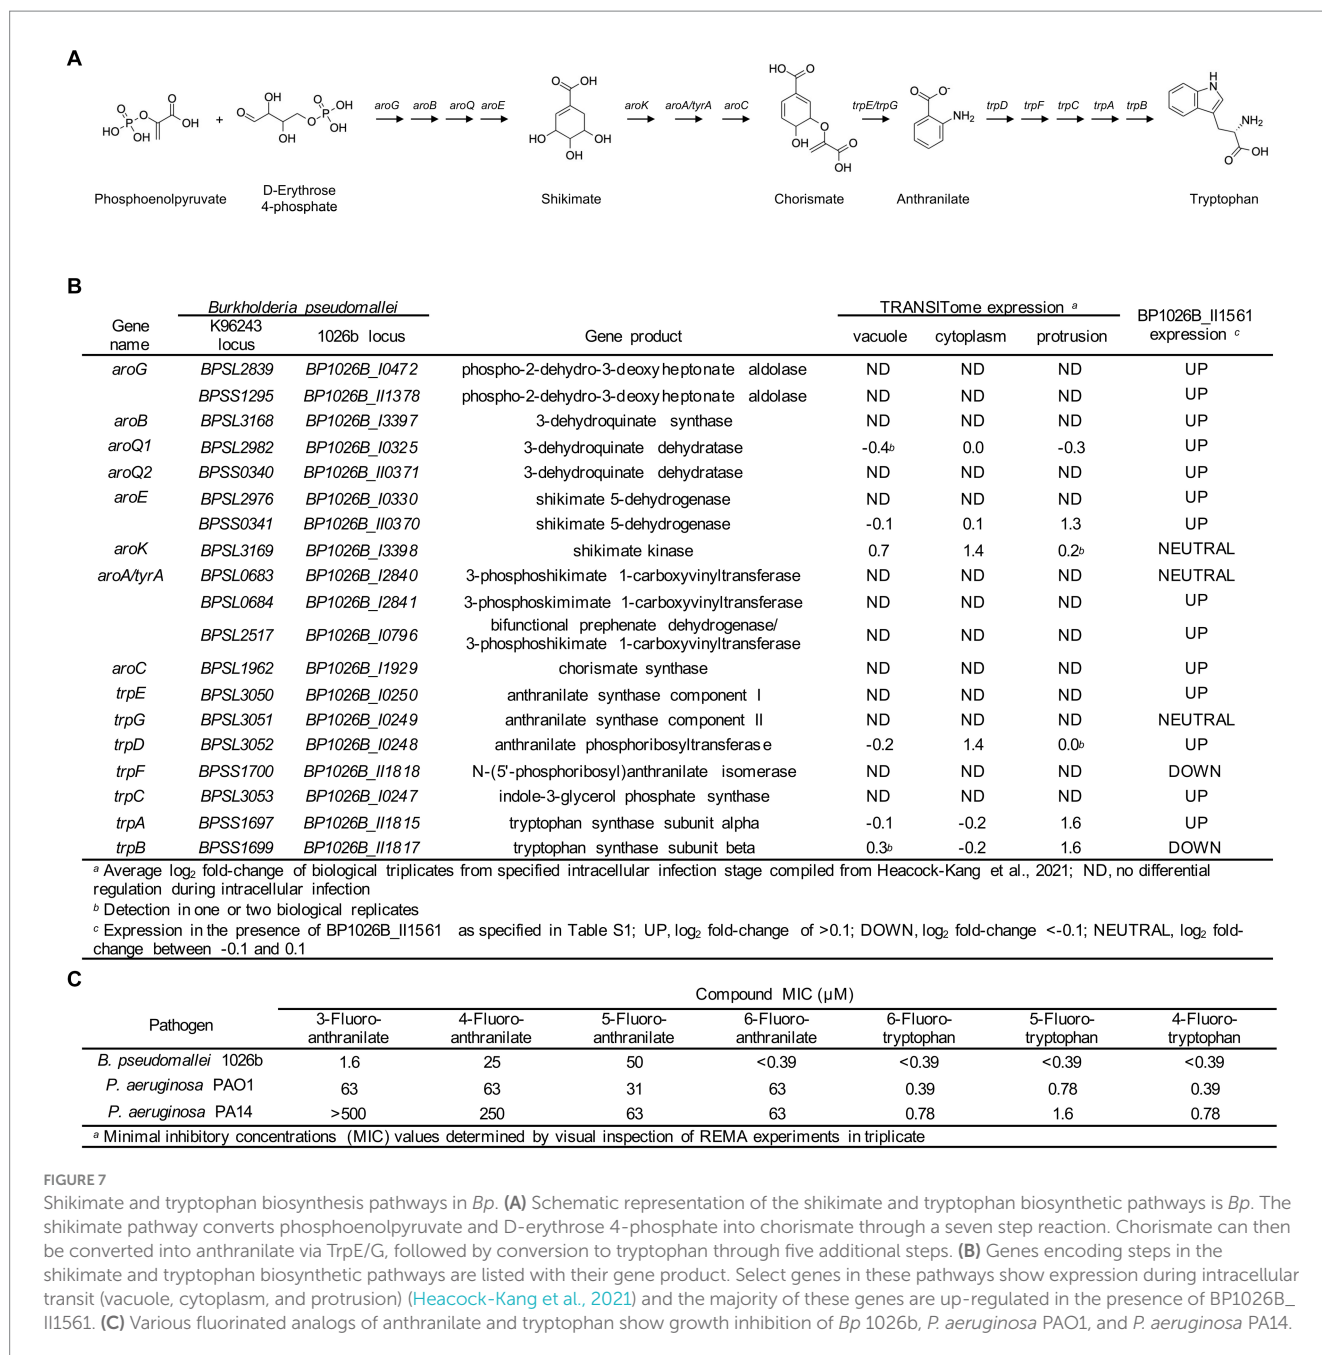 A
O
P
OH
OH
O
O
OH
Phosphoenolpyruvate
+
O
OH
OH
O
P
O
OH
OH
D-Erythrose
4-phosphate
aroG aroB aroQ aroE
O
OH
HO
OH
OH
Shikimate
aroK aroA/tyrA aroC
HO
O
O
OH
O
OH
Chorismate
trpE/trpG
O
O-
NH2
Anthranilate
trpD trpF trpC trpA trpB
H
N
NH2
O
OH
Tryptophan
B
Burkholderia pseudomallei TRANSITome expression a BP1026B_II1561 expression c
Gene name K96243 locus 1026b locus Gene product vacuole cytoplasm protrusion
aroG BPSL2839 BP1026B_I0472 phospho-2-dehydro-3-deoxyheptonate aldolase ND ND ND UP
BPSS1295 BP1026B_II1378 phospho-2-dehydro-3-deoxyheptonate aldolase ND ND ND UP
aroB BPSL3168 BP1026B_I3397 3-dehydroquinate synthase ND ND ND UP
aroQ1 BPSL2982 BP1026B_I0325 3-dehydroquinate dehydratase -0.4b 0.0 -0.3 UP
aroQ2 BPSS0340 BP1026B_II0371 3-dehydroquinate dehydratase ND ND ND UP
aroE BPSL2976 BP1026B_I0330 shikimate 5-dehydrogenase ND ND ND UP
BPSS0341 BP1026B_II0370 shikimate 5-dehydrogenase -0.1 0.1 1.3 UP
aroK BPSL3169 BP1026B_I3398 shikimate kinase 0.7 1.4 0.2b NEUTRAL
aroA/tyrA BPSL0683 BP1026B_I2840 3-phosphoshikimate 1-carboxyvinyltransferase ND ND ND NEUTRAL
BPSL0684 BP1026B_I2841 3-phosphoskimimate 1-carboxyvinyltransferase ND ND ND UP
BPSL2517 BP1026B_I0796 bifunctional prephenate dehydrogenase/ 3-phosphoshikimate 1-carboxyvinyltransferase ND ND ND UP
aroC BPSL1962 BP1026B_I1929 chorismate synthase ND ND ND UP
trpE BPSL3050 BP1026B_I0250 anthranilate synthase component I ND ND ND UP
trpG BPSL3051 BP1026B_I0249 anthranilate synthase component II ND ND ND NEUTRAL
trpD BPSL3052 BP1026B_I0248 anthranilate phosphoribosyltransferase -0.2 1.4 0.0b UP
trpF BPSS1700 BP1026B_II1818 N-(5'-phosphoribosyl)anthranilate isomerase ND ND ND DOWN
trpC BPSL3053 BP1026B_I0247 indole-3-glycerol phosphate synthase ND ND ND UP
trpA BPSS1697 BP1026B_II1815 tryptophan synthase subunit alpha -0.1 -0.2 1.6 UP
trpB BPSS1699 BP1026B_II1817 tryptophan synthase subunit beta 0.3b -0.2 1.6 DOWN
a Average log2 fold-change of biological triplicates from specified intracellular infection stage compiled from Heacock-Kang et al., 2021; ND, no differential
regulation during intracellular infection
b Detection in one or two biological replicates
c Expression in the presence of BP1026B_II1561 as specified in Table S1; UP, log2 fold-change of >0.1; DOWN, log2 fold-change <-0.1; NEUTRAL, log2 fold-
change between -0.1 and 0.1
C
Compound MIC (µM)
Pathogen 3-Fluoro-anthranilate 4-Fluoro-anthranilate 5-Fluoro-anthranilate 6-Fluoro-anthranilate 6-Fluoro-tryptophan 5-Fluoro-tryptophan 4-Fluoro-tryptophan
B. pseudomallei 1026b 1.6 25 50 <0.39 <0.39 <0.39 <0.39
P. aeruginosa PAO1 63 63 31 63 0.39 0.78 0.39
P. aeruginosa PA14 >500 250 63 63 0.78 1.6 0.78
a Minimal inhibitory concentrations (MIC) values determined by visual inspection of REMA experiments in triplicate
FIGURE 7
Shikimate and tryptophan biosynthesis pathways in Bp. (A) Schematic representation of the shikimate and tryptophan biosynthetic pathways is Bp. The
shikimate pathway converts phosphoenolpyruvate and D-erythrose 4-phosphate into chorismate through a seven step reaction. Chorismate can then
be converted into anthranilate via TrpE/G, followed by conversion to tryptophan through five additional steps. (B) Genes encoding steps in the
shikimate and tryptophan biosynthetic pathways are listed with their gene product. Select genes in these pathways show expression during intracellular
transit (vacuole, cytoplasm, and protrusion) (Heacock-Kang et al., 2021) and the majority of these genes are up-regulated in the presence of BP1026B_
II1561. (C) Various fluorinated analogs of anthranilate and tryptophan show growth inhibition of Bp 1026b, P. aeruginosa PAO1, and P. aeruginosa PA14.